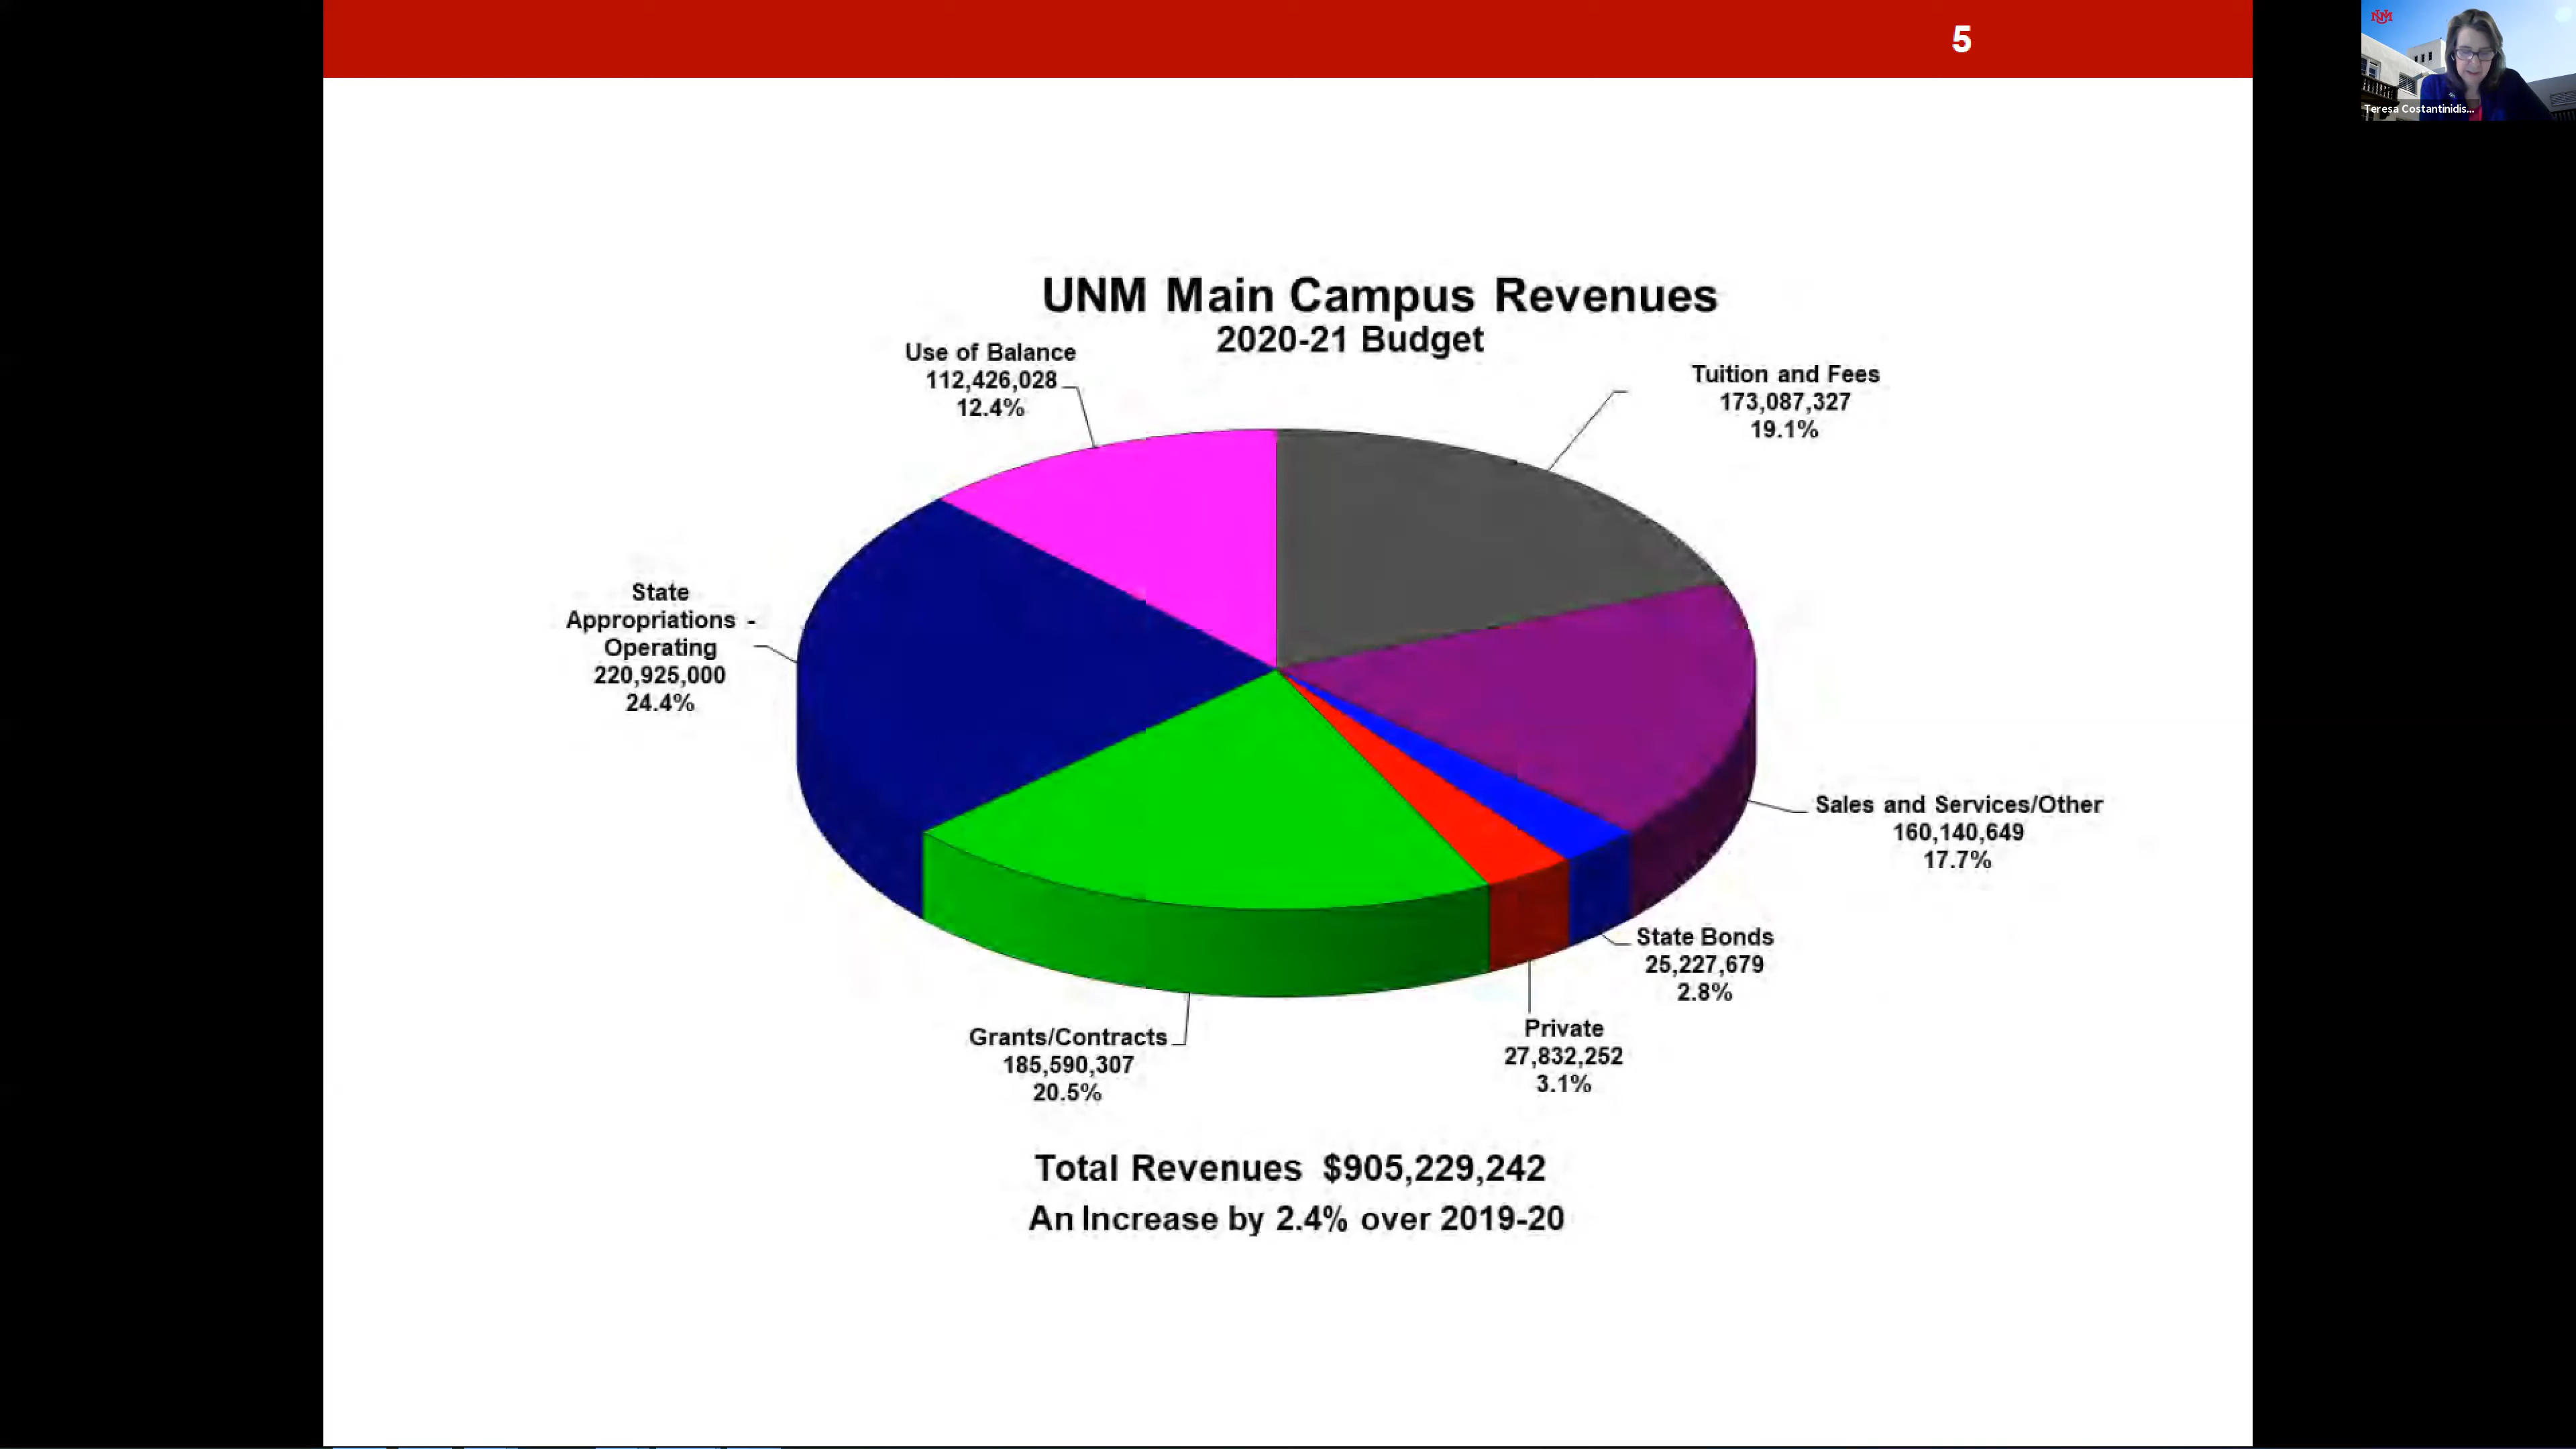 5
UNM
Teresa Costantinidis...
UNM Main Campus Revenues
2020-21 Budget
Use of Balance
112,426,028
12.4%
Tuition and Fees
173,087,327
19.1%
State
Appropriations -
Operating
220,925,000
24.4%
Sales and Services/Other
160,140,649
17.7%
State Bonds
25,227,679
2.8%
Private
27,832,252
3.1%
Grants/Contracts
185,590,307
20.5%
Total Revenues $905,229,242
An Increase by 2.4% over 2019-20